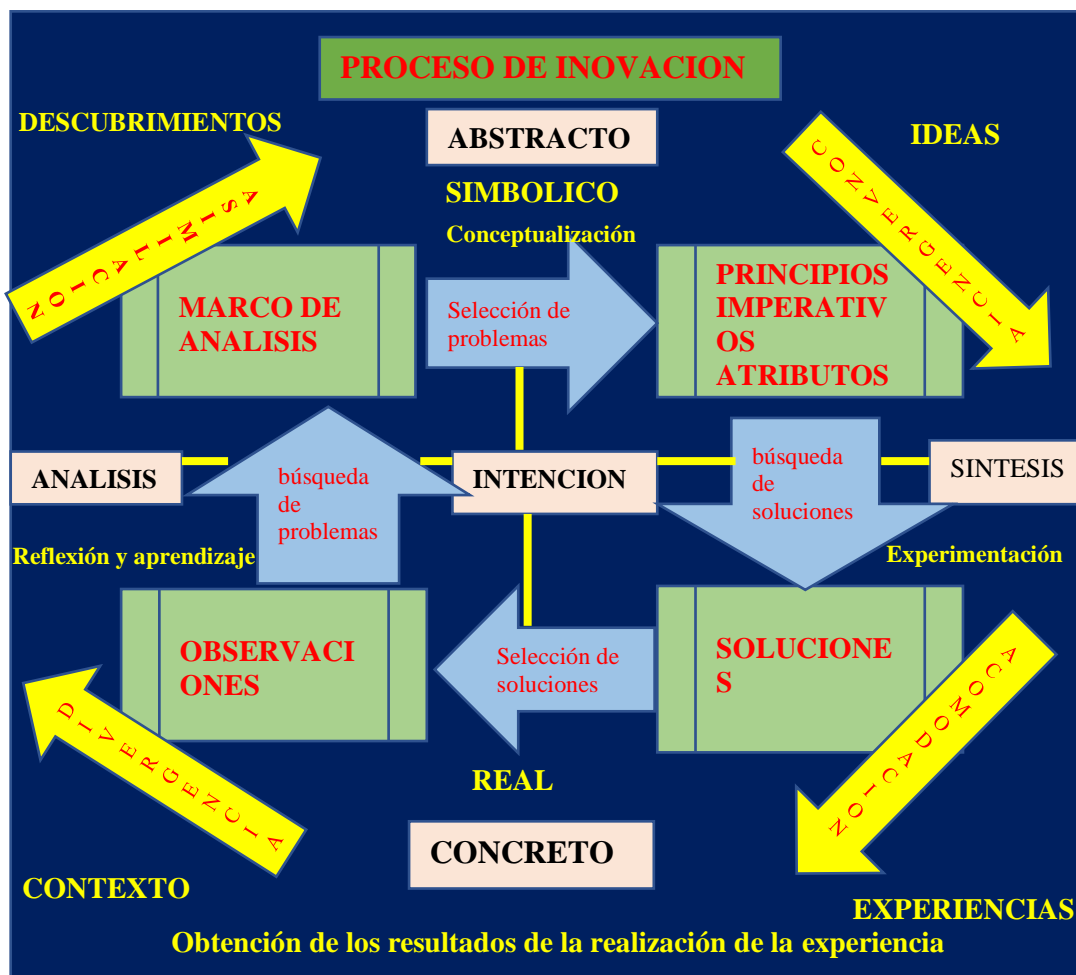 PROCESO DE INOVACION
DESCUBRIMIENTOS
ABSTRACTO
IDEAS
SIMBOLICO
Conceptualización
ASIMILACION
CONVERGENCIA
MARCO DE
ANALISIS
Selección de
problemas
PRINCIPIOS
IMPERATIV
OS
ATRIBUTOS
ANALISIS
búsqueda
de
problemas
INTENCION
búsqueda
de
soluciones
SINTESIS
Reflexión y aprendizaje
Experimentación
OBSERVACI
ONES
Selección de
soluciones
SOLUCIONE
S
DIVERGENCIA
ACOMODACION
REAL
CONCRETO
CONTEXTO
EXPERIENCIAS
Obtención de los resultados de la realización de la experiencia